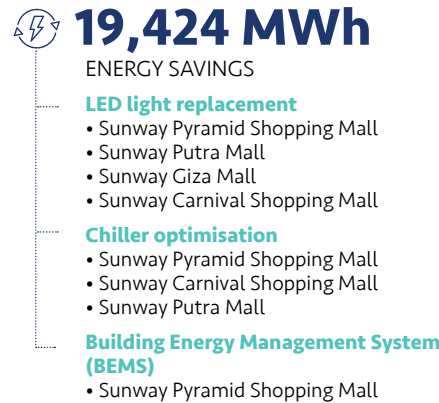 19,424 MWh
ENERGY SAVINGS
LED light replacement
• Sunway Pyramid Shopping Mall
• Sunway Putra Mall
• Sunway Giza Mall
• Sunway Carnival Shopping Mall
Chiller optimisation
• Sunway Pyramid Shopping Mall
• Sunway Carnival Shopping Mall
• Sunway Putra Mall
Building Energy Management System
(BEMS)
• Sunway Pyramid Shopping Mall